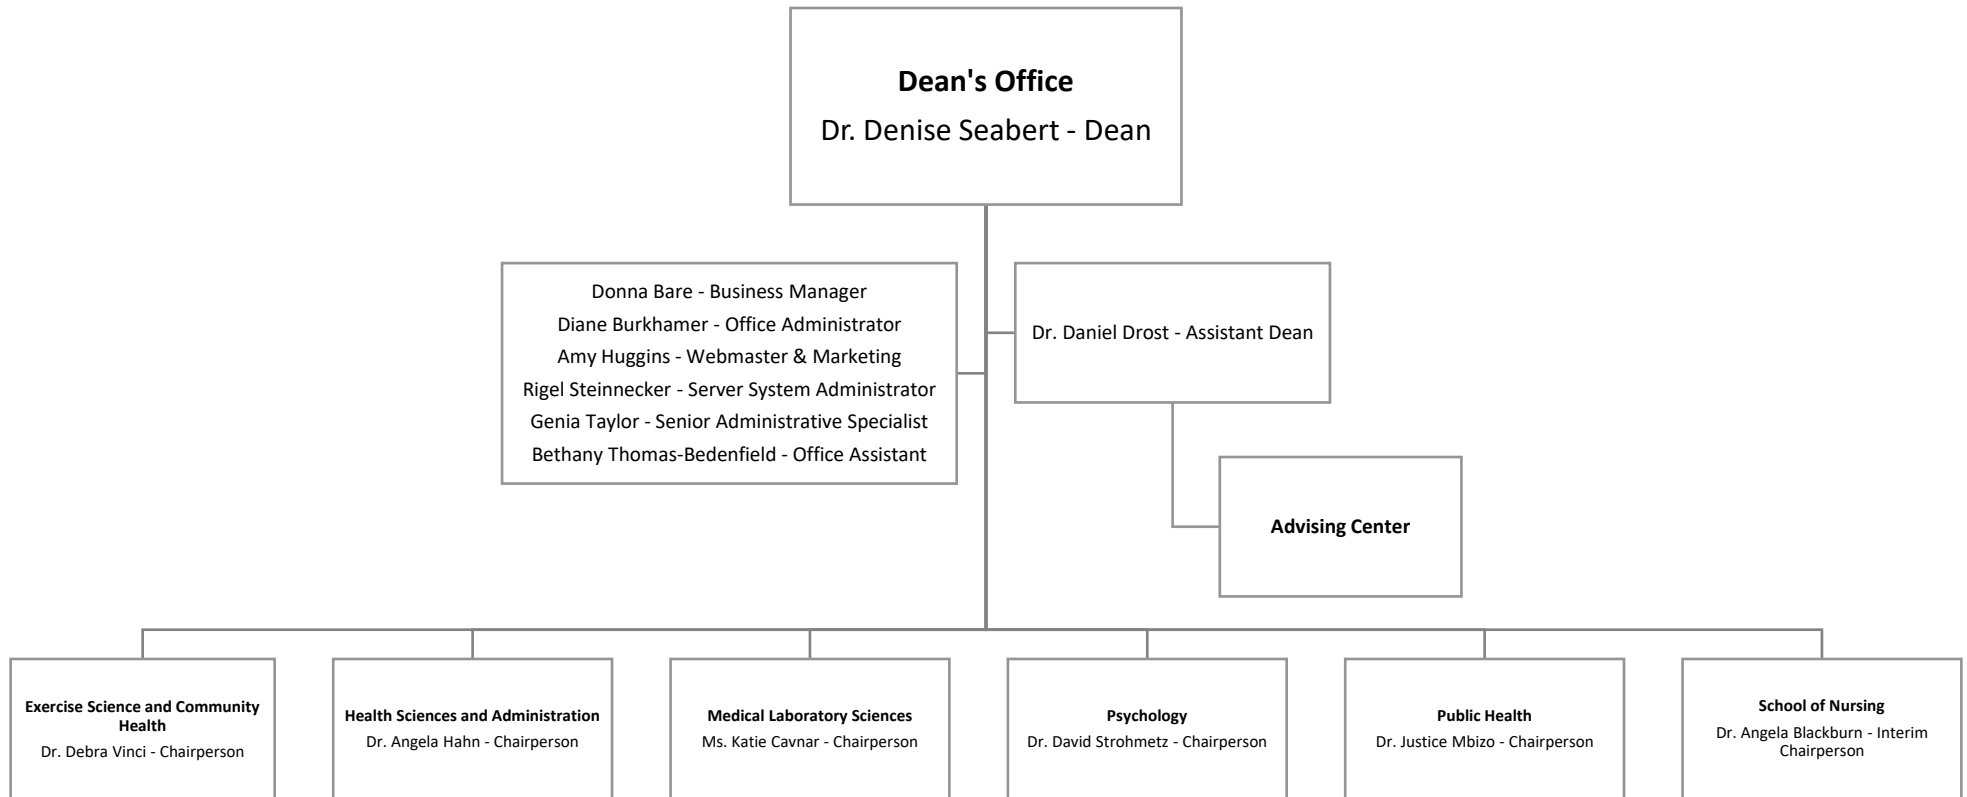 Dean's Office
Dr. Denise Seabert - Dean
Donna Bare - Business Manager
Diane Burkhamer - Office Administrator
Amy Huggins - Webmaster & Marketing
Rigel Steinnecker - Server System Administrator
Genia Taylor - Senior Administrative Specialist
Bethany Thomas-Bedenfield - Office Assistant
Dr. Daniel Drost - Assistant Dean
Advising Center
Exercise Science and Community
Health
Dr. Debra Vinci - Chairperson
Health Sciences and Administration
Dr. Angela Hahn - Chairperson
Medical Laboratory Sciences
Ms. Katie Cavnar - Chairperson
Psychology
Dr. David Strohmetz - Chairperson
Public Health
Dr. Justice Mbizo - Chairperson
School of Nursing
Dr. Angela Blackburn - Interim
Chairperson